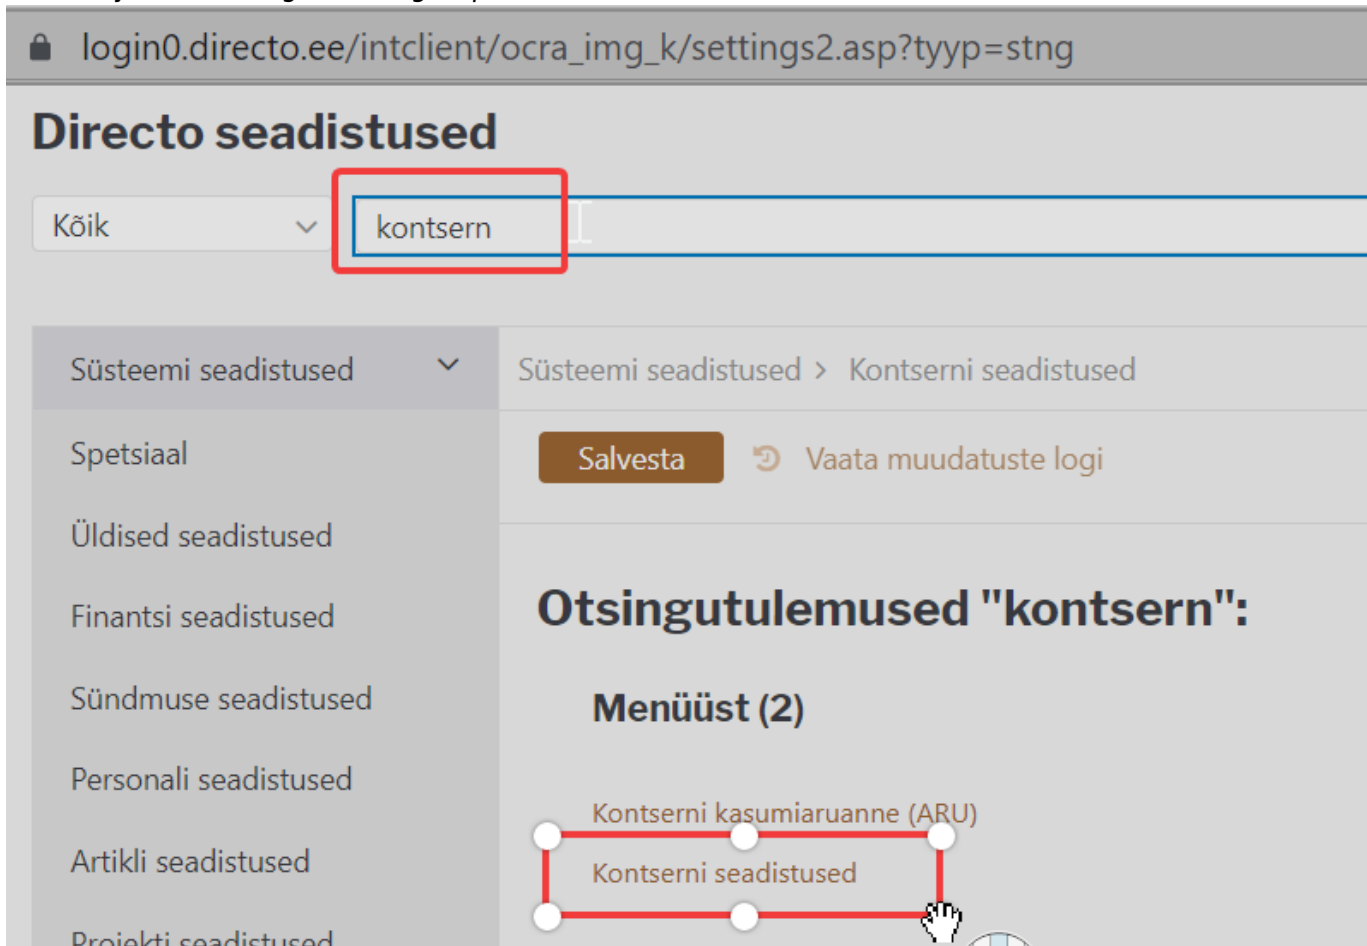 login0.directo.ee/intclient/ocra_img_k/settings2.asp?tyyp=stng
Directo seadistused
Kõik
kontsern
Süsteemi seadistused
Süsteemi seadistused > Kontserni seadistused
Spetsiaal
Salvesta
Vaata muudatuste logi
Üldised seadistused
Otsingutulemused "kontsern":
Finantsi seadistused
Sündmuse seadistused
Menüüst (2)
Personali seadistused
Kontserni kasumiaruanne (ARU)
Artikli seadistused
Kontserni seadistused
Projekti seadistused